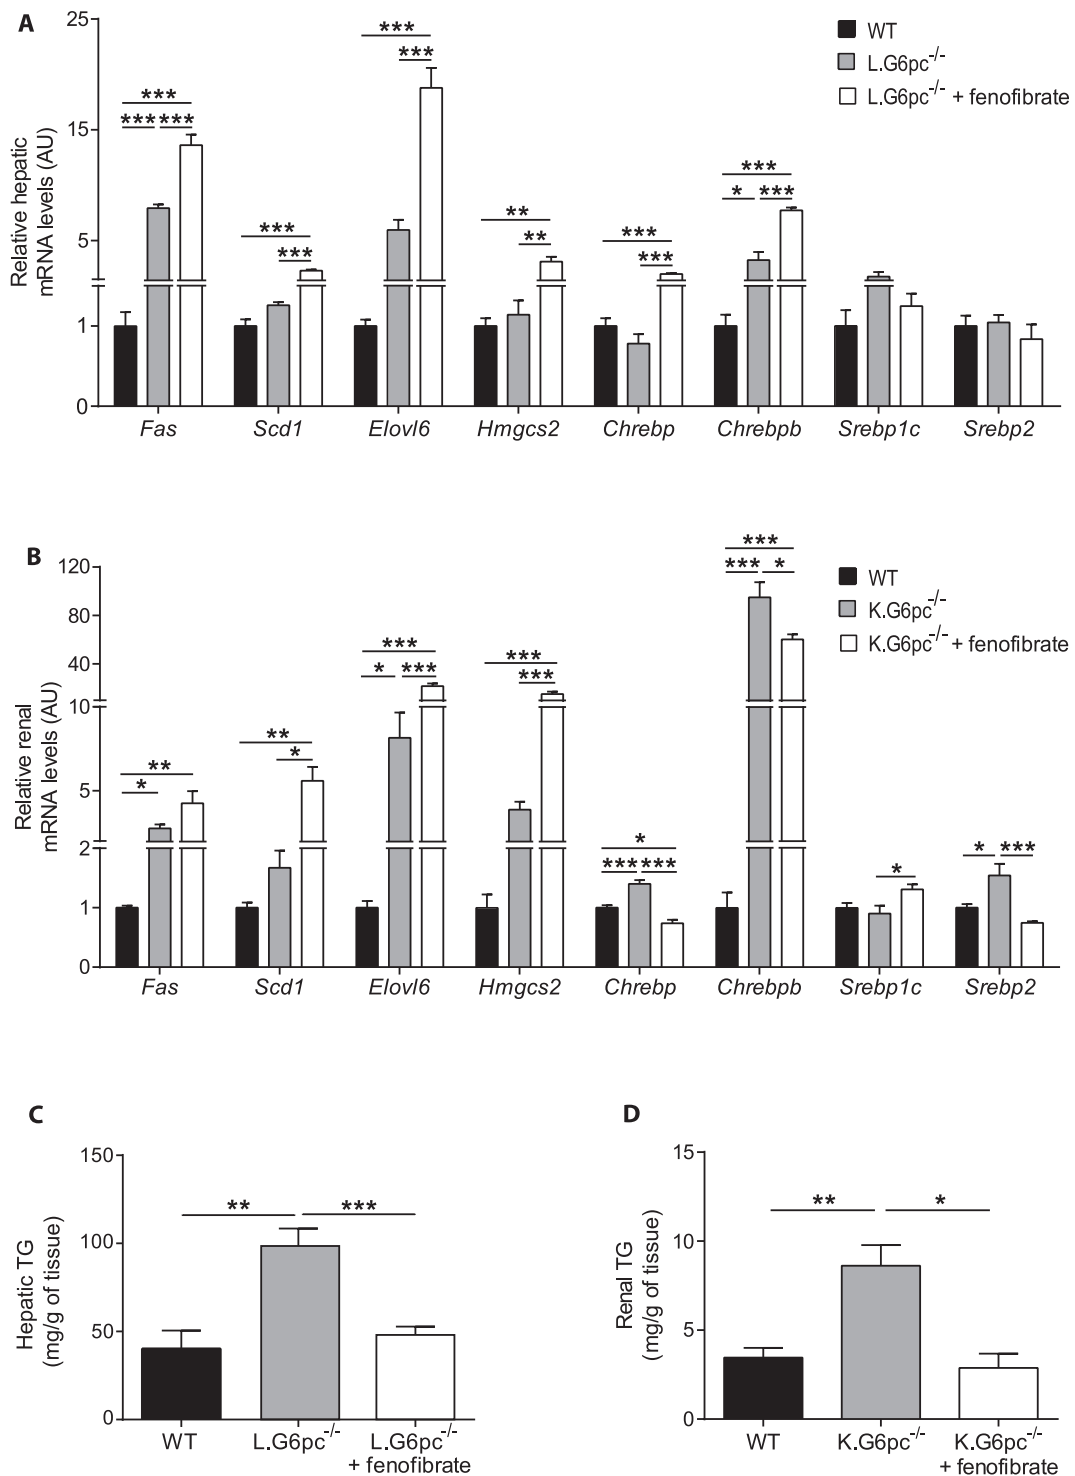 A
25
15
5
1
0
Relative hepatic
mRNA levels (AU)
WT
L.G6pc-/-
L.G6pc-/- + fenofibrate
*** *** ***
*** ***
*** ***
** **
*** ***
*** * ***
Fas Scd1 Elovl6 Hmgcs2 Chrebp Chrebpb Srebp1c Srebp2
B
120
80
40
10
5
2
1
0
Relative renal
mRNA levels (AU)
WT
K.G6pc-/-
K.G6pc-/- + fenofibrate
** *
** *
*** * ***
*** ***
* *** ***
*** *** *
*
* ***
Fas Scd1 Elovl6 Hmgcs2 Chrebp Chrebpb Srebp1c Srebp2
C
150
100
50
0
Hepatic TG
(mg/g of tissue)
** ***
WT L.G6pc-/- L.G6pc-/-
+ fenofibrate
D
15
10
5
0
Renal TG
(mg/g of tissue)
** *
WT K.G6pc-/- K.G6pc-/-
+ fenofibrate